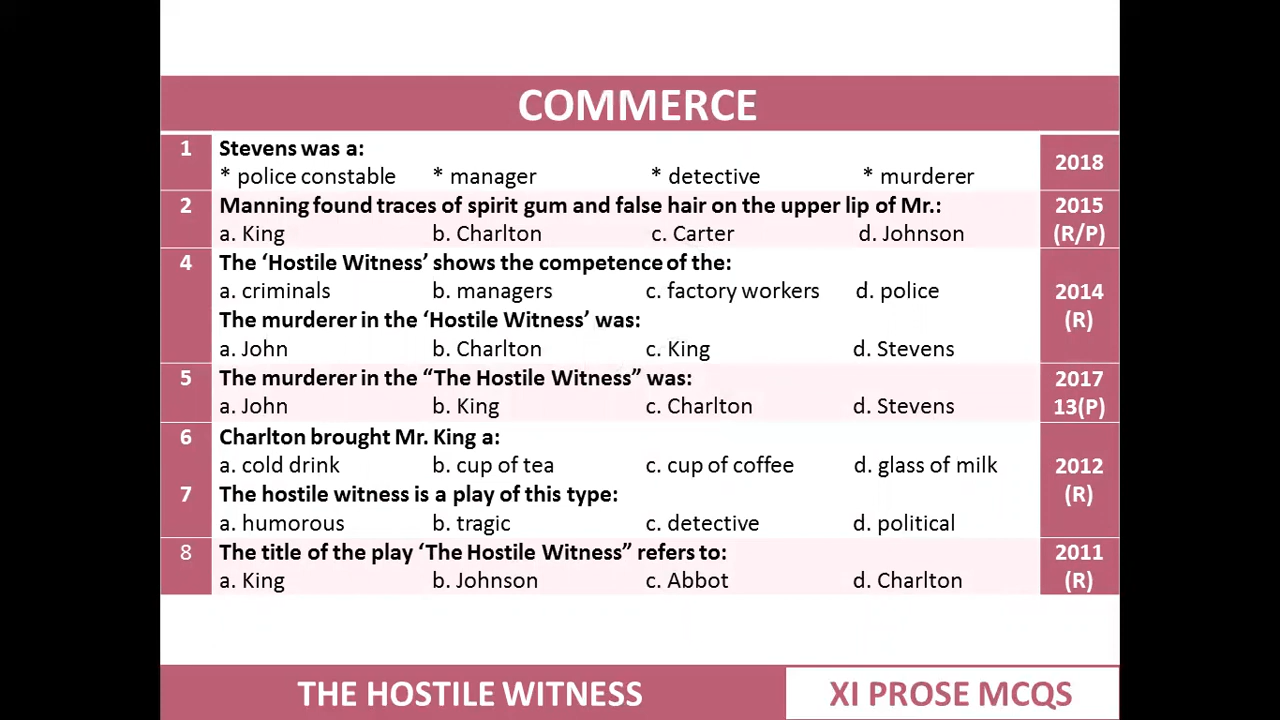 COMMERCE
1 Stevens was a:
* police constable * manager * detective * murderer 2018
2 Manning found traces of spirit gum and false hair on the upper lip of Mr.: 2015
a. King b. Charlton c. Carter d. Johnson (R/P)
4 The ‘Hostile Witness’ shows the competence of the:
a. criminals b. managers c. factory workers d. police 2014
The murderer in the ‘Hostile Witness’ was: (R)
a. John b. Charlton c. King d. Stevens
5 The murderer in the “The Hostile Witness” was: 2017
a. John b. King c. Charlton d. Stevens 13(P)
6 Charlton brought Mr. King a:
a. cold drink b. cup of tea c. cup of coffee d. glass of milk 2012
7 The hostile witness is a play of this type: (R)
a. humorous b. tragic c. detective d. political
8 The title of the play ‘The Hostile Witness” refers to: 2011
a. King b. Johnson c. Abbot d. Charlton (R)
THE HOSTILE WITNESS XI PROSE MCQS